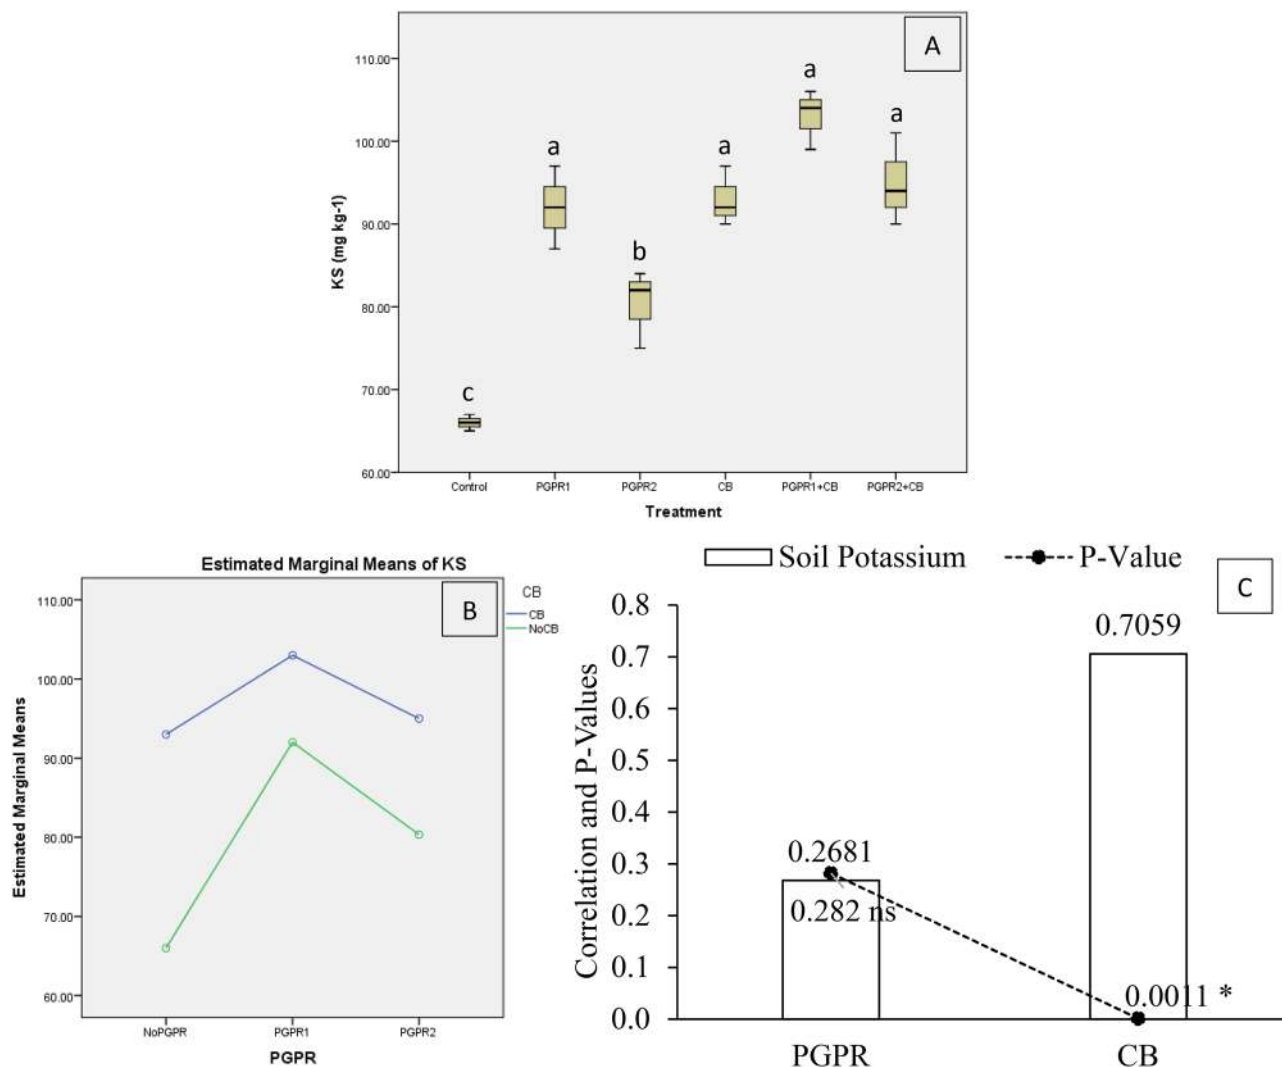 A
110.00
100.00
90.00
80.00
70.00
60.00
KS (mg kg-1)
c
a
b
a
a
a
Control PGPR1 PGPR2 CB PGPR1+CB PGPR2+CB
Treatment
Estimated Marginal Means of KS
B
CB
CB
NoCB
110.00
100.00
90.00
80.00
70.00
60.00
Estimated Marginal Means
NoPGPR PGPR1 PGPR2
PGPR
Soil Potassium P-Value
C
0.8
0.7
0.6
0.5
0.4
0.3
0.2
0.1
0.0
Correlation and P-Values
0.7059
0.2681
0.282 ns
0.0011 *
PGPR CB